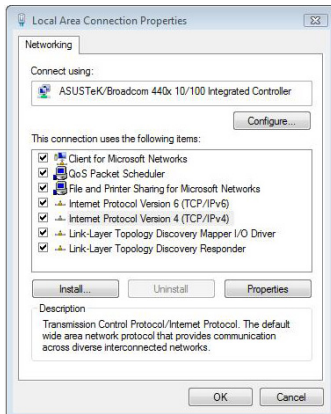 Local Area Connection Properties
Networking
Connect using:
ASUSTeK/Broadcom 440x 10/100 Integrated Controller
Configure...
This connection uses the following items:
Client for Microsoft Networks
QoS Packet Scheduler
File and Printer Sharing for Microsoft Networks
Internet Protocol Version 6 (TCP/IPv6)
Internet Protocol Version 4 (TCP/IPv4)
Link-Layer Topology Discovery Mapper I/O Driver
Link-Layer Topology Discovery Responder
Install... Uninstall Properties
Description
Transmission Control Protocol/Internet Protocol. The default
wide area network protocol that provides communication
across diverse interconnected networks.
OK Cancel